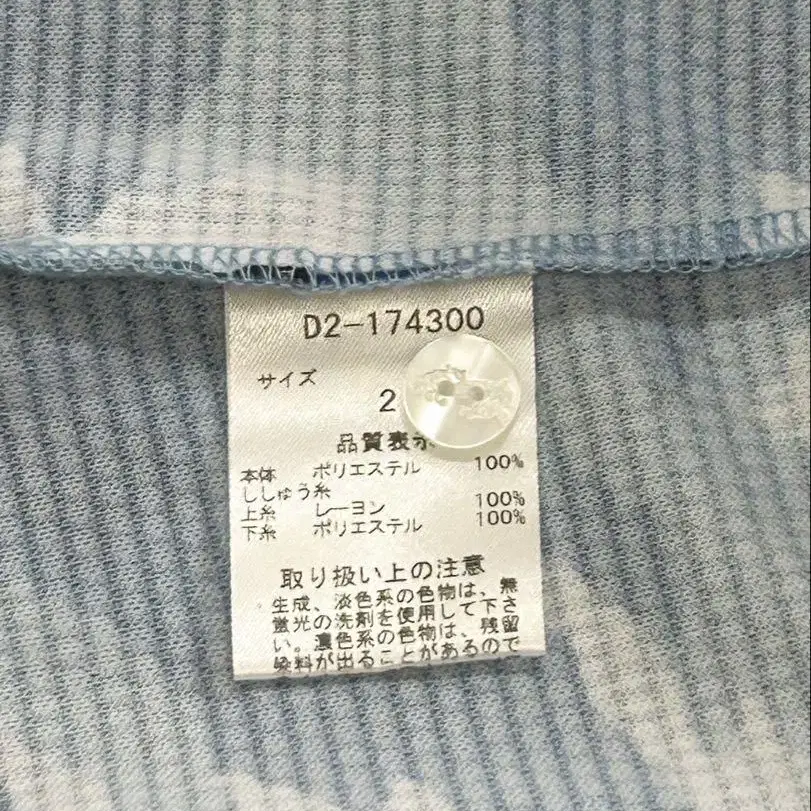 D2-174300
サイズ
2
品質表示
本体 ポリエステル 100%
ししゅう糸
上糸 レーヨン 100%
下糸 ポリエステル 100%
取り扱い上の注意
生成、淡色系の色物は、無
蛍光の洗剤を使用して下さ
い。濃色系の色物は、残留
染料が出ることがあるので